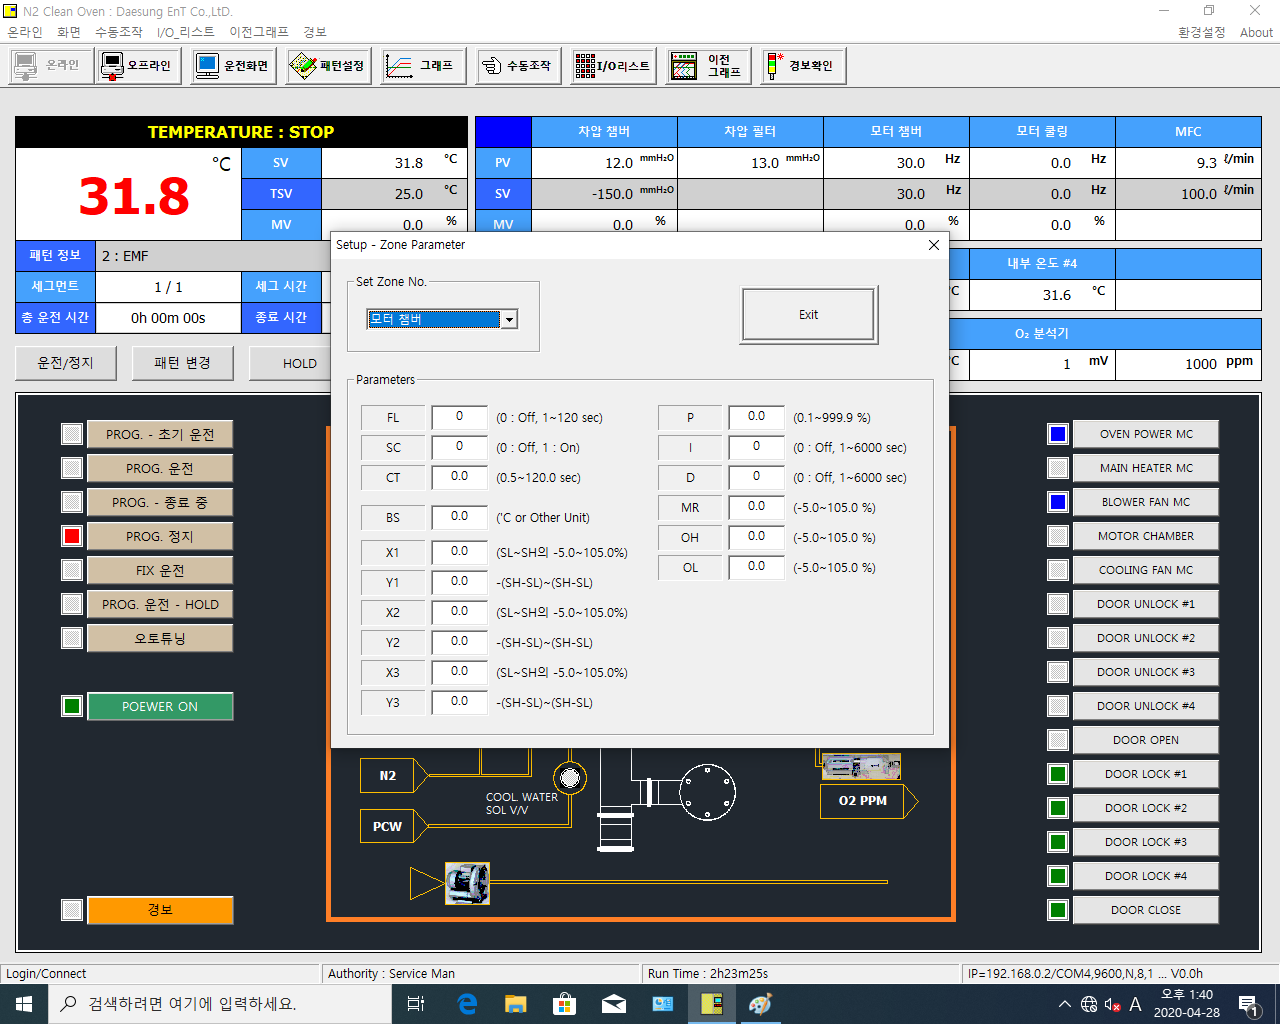 N2 Clean Oven : Daesung EnT Co.,LTD.
온라인 화면 수동조작 I/O_리스트 이전그래프 경보 환경설정 About
온라인 오프라인 운전화면 패턴설정 그래프 수동조작 I/O리스트 이전 그래프 경보확인
TEMPERATURE : STOP
31.8 ℃
SV 31.8 ℃
TSV 25.0 ℃
MV 0.0 %
패턴 정보 2 : EMF
세그먼트 1 / 1 세그 시간
총 운전 시간 0h 00m 00s 종료 시간
차압 챔버 차압 필터 모터 챔버 모터 쿨링 MFC
PV 12.0 mmH₂O 13.0 mmH₂O 30.0 Hz 0.0 Hz 9.3 ℓ/min
SV -150.0 mmH₂O 30.0 Hz 0.0 Hz 100.0 ℓ/min
MV 0.0 % 0.0 % 0.0 %
내부 온도 #4
℃ 31.6 ℃
O₂ 분석기
℃ 1 mV 1000 ppm
운전/정지 패턴 변경 HOLD
Setup - Zone Parameter
Set Zone No.
모터 챔버
Exit
Parameters
FL 0 (0 : Off, 1~120 sec)
SC 0 (0 : Off, 1 : On)
CT 0.0 (0.5~120.0 sec)
BS 0.0 ('C or Other Unit)
X1 0.0 (SL~SH의 -5.0~105.0%)
Y1 0.0 -(SH-SL)~(SH-SL)
X2 0.0 (SL~SH의 -5.0~105.0%)
Y2 0.0 -(SH-SL)~(SH-SL)
X3 0.0 (SL~SH의 -5.0~105.0%)
Y3 0.0 -(SH-SL)~(SH-SL)
P 0.0 (0.1~999.9 %)
I 0 (0 : Off, 1~6000 sec)
D 0 (0 : Off, 1~6000 sec)
MR 0.0 (-5.0~105.0 %)
OH 0.0 (-5.0~105.0 %)
OL 0.0 (-5.0~105.0 %)
PROG. - 초기 운전
PROG. 운전
PROG. - 종료 중
PROG. 정지
FIX 운전
PROG. 운전 - HOLD
오토튜닝
POEWER ON
경보
N2
PCW
COOL WATER
SOL V/V
O2 PPM
OVEN POWER MC
MAIN HEATER MC
BLOWER FAN MC
MOTOR CHAMBER
COOLING FAN MC
DOOR UNLOCK #1
DOOR UNLOCK #2
DOOR UNLOCK #3
DOOR UNLOCK #4
DOOR OPEN
DOOR LOCK #1
DOOR LOCK #2
DOOR LOCK #3
DOOR LOCK #4
DOOR CLOSE
Login/Connect Authority : Service Man Run Time : 2h23m25s IP=192.168.0.2/COM4,9600,N,8,1 ... V0.0h
검색하려면 여기에 입력하세요.
A 오후 1:40
2020-04-28
1